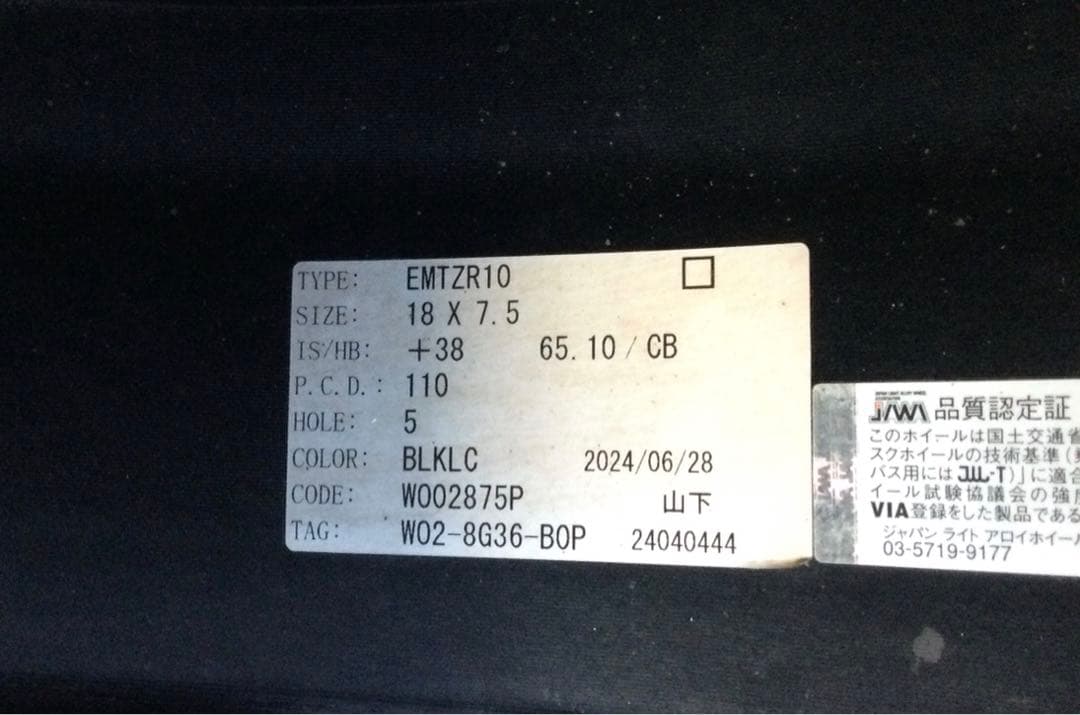 TYPE: EMTZR10 □
SIZE: 18 X 7.5
IS/HB: +38 65.10 / CB
P.C.D.: 110
HOLE: 5
COLOR: BLKLC 2024/06/28
CODE: W002875P 山下
TAG: W02-8G36-B0P 24040444
JAWA 品質認定証
このホイールは国土交通省
スクホイールの技術基準(
バス用には JWL-T)」に適合
イール試験協議会の強度
VIA登録をした製品である
ジャパン ライト アロイホイール
03-5719-9177